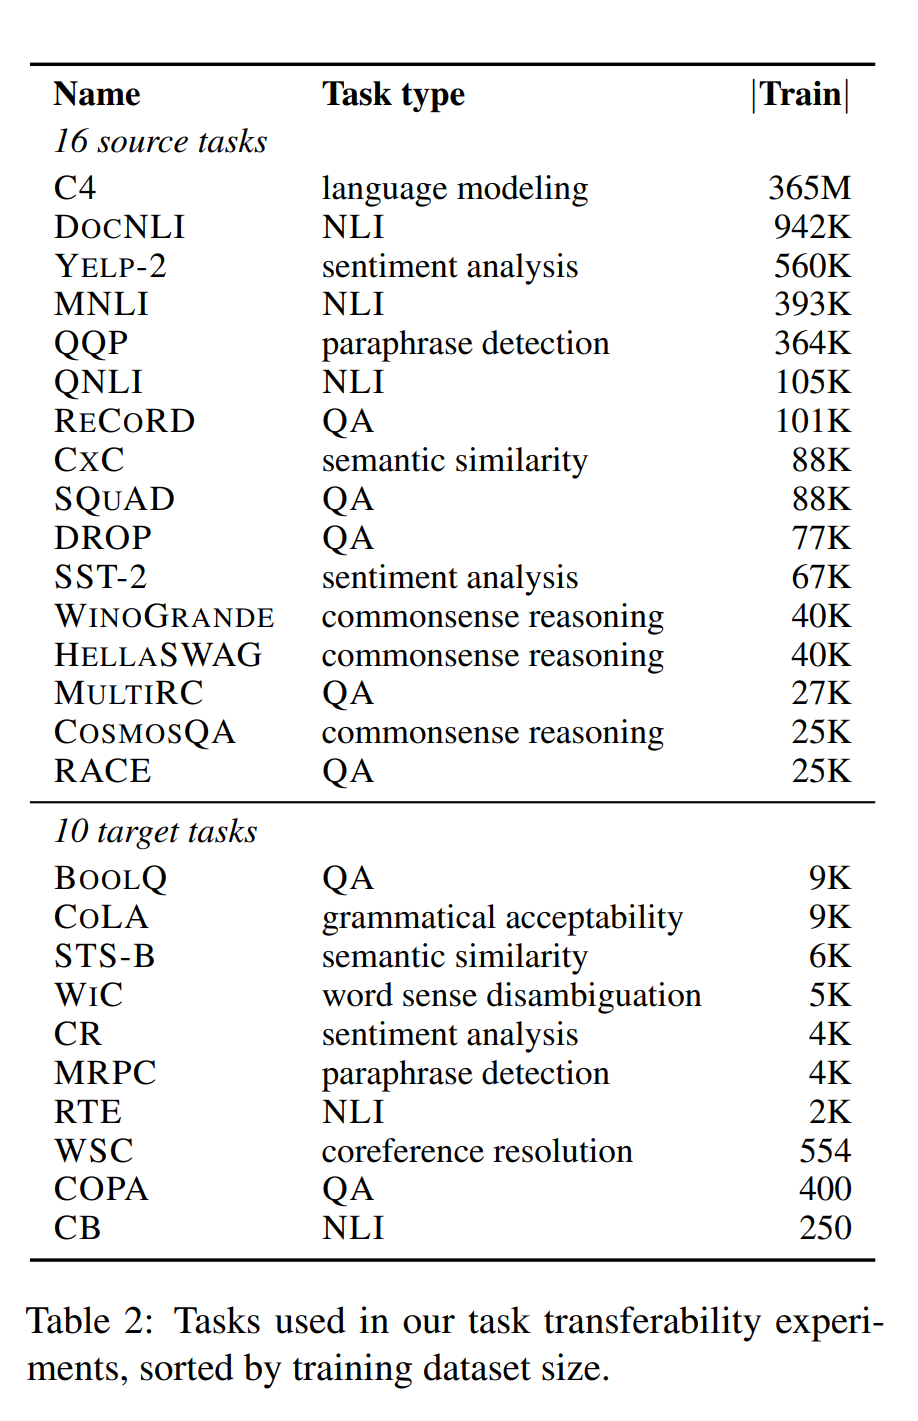 Name Task type |Train|
16 source tasks
C4 language modeling 365M
DOCNLI NLI 942K
YELP-2 sentiment analysis 560K
MNLI NLI 393K
QQP paraphrase detection 364K
QNLI NLI 105K
RECORD QA 101K
CXC semantic similarity 88K
SQUAD QA 88K
DROP QA 77K
SST-2 sentiment analysis 67K
WINOGRANDE commonsense reasoning 40K
HELLASWAG commonsense reasoning 40K
MULTIRC QA 27K
COSMOSQA commonsense reasoning 25K
RACE QA 25K
10 target tasks
BOOLQ QA 9K
COLA grammatical acceptability 9K
STS-B semantic similarity 6K
WIC word sense disambiguation 5K
CR sentiment analysis 4K
MRPC paraphrase detection 4K
RTE NLI 2K
WSC coreference resolution 554
COPA QA 400
CB NLI 250
Table 2: Tasks used in our task transferability experi-
ments, sorted by training dataset size.